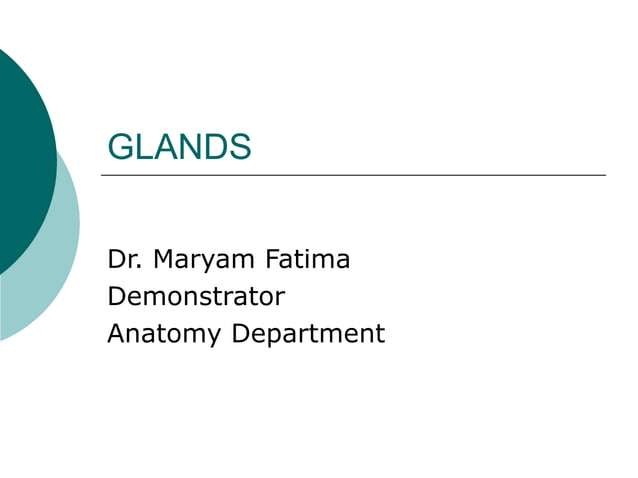 GLANDS
Dr. Maryam Fatima
Demonstrator
Anatomy Department